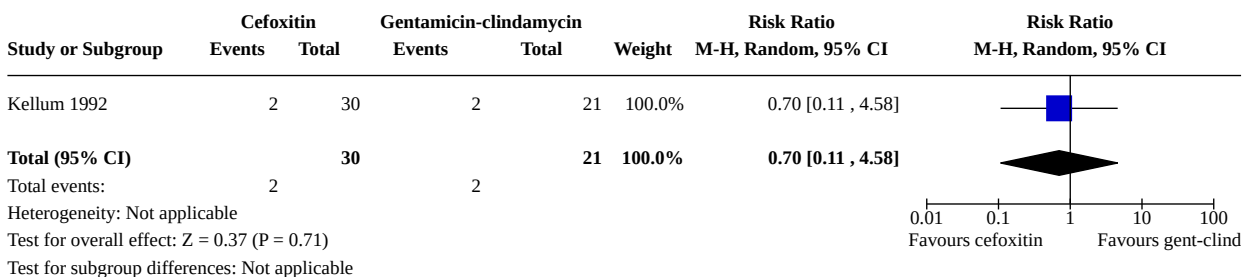 Cefoxitin Gentamicin-clindamycin Risk Ratio Risk Ratio
Study or Subgroup Events Total Events Total Weight M-H, Random, 95% CI M-H, Random, 95% CI
Kellum 1992 2 30 2 21 100.0% 0.70 [0.11 , 4.58]
Total (95% CI) 30 21 100.0% 0.70 [0.11 , 4.58]
Total events: 2 2
Heterogeneity: Not applicable
0.01 0.1 1 10 100
Test for overall effect: Z = 0.37 (P = 0.71)
Favours cefoxitin Favours gent-clind
Test for subgroup differences: Not applicable